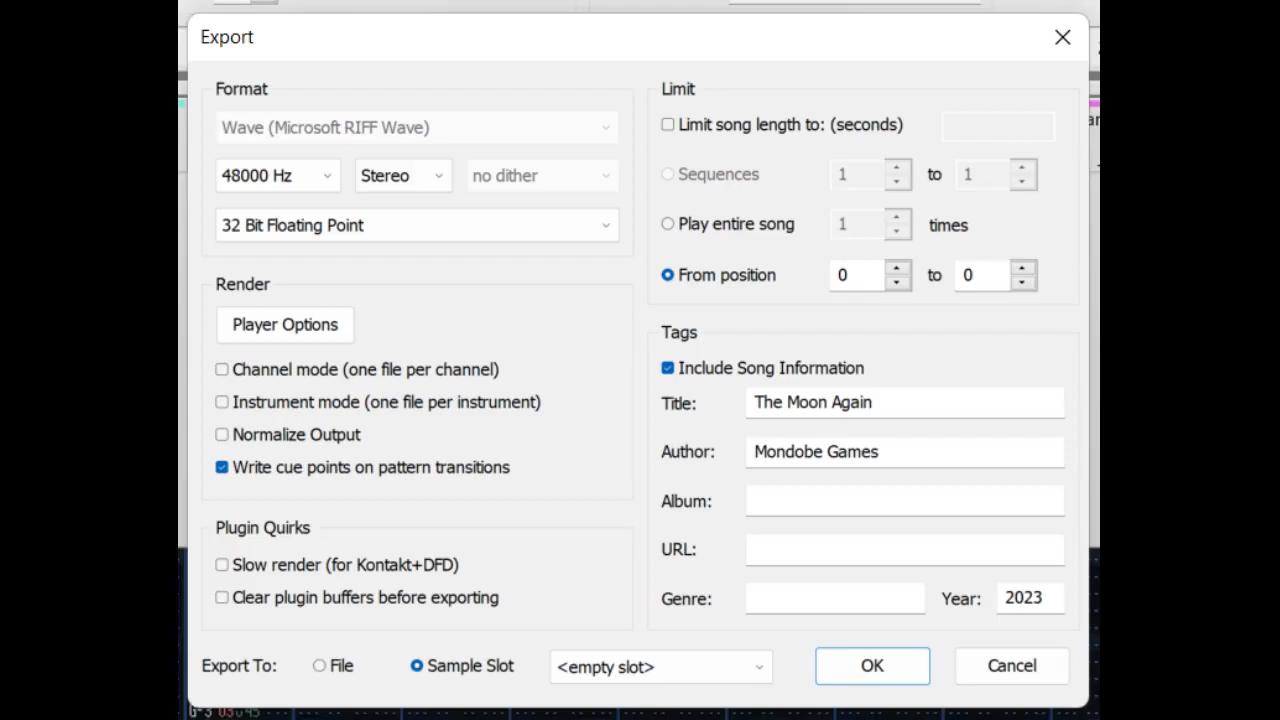 Export
Format
Wave (Microsoft RIFF Wave)
48000 Hz
Stereo
no dither
32 Bit Floating Point
Render
Player Options
Channel mode (one file per channel)
Instrument mode (one file per instrument)
Normalize Output
Write cue points on pattern transitions
Plugin Quirks
Slow render (for Kontakt+DFD)
Clear plugin buffers before exporting
Limit
Limit song length to: (seconds)
Sequences 1 to 1
Play entire song 1 times
From position 0 to 0
Tags
Include Song Information
Title: The Moon Again
Author: Mondobe Games
Album:
URL:
Genre: Year: 2023
Export To: File Sample Slot <empty slot> OK Cancel